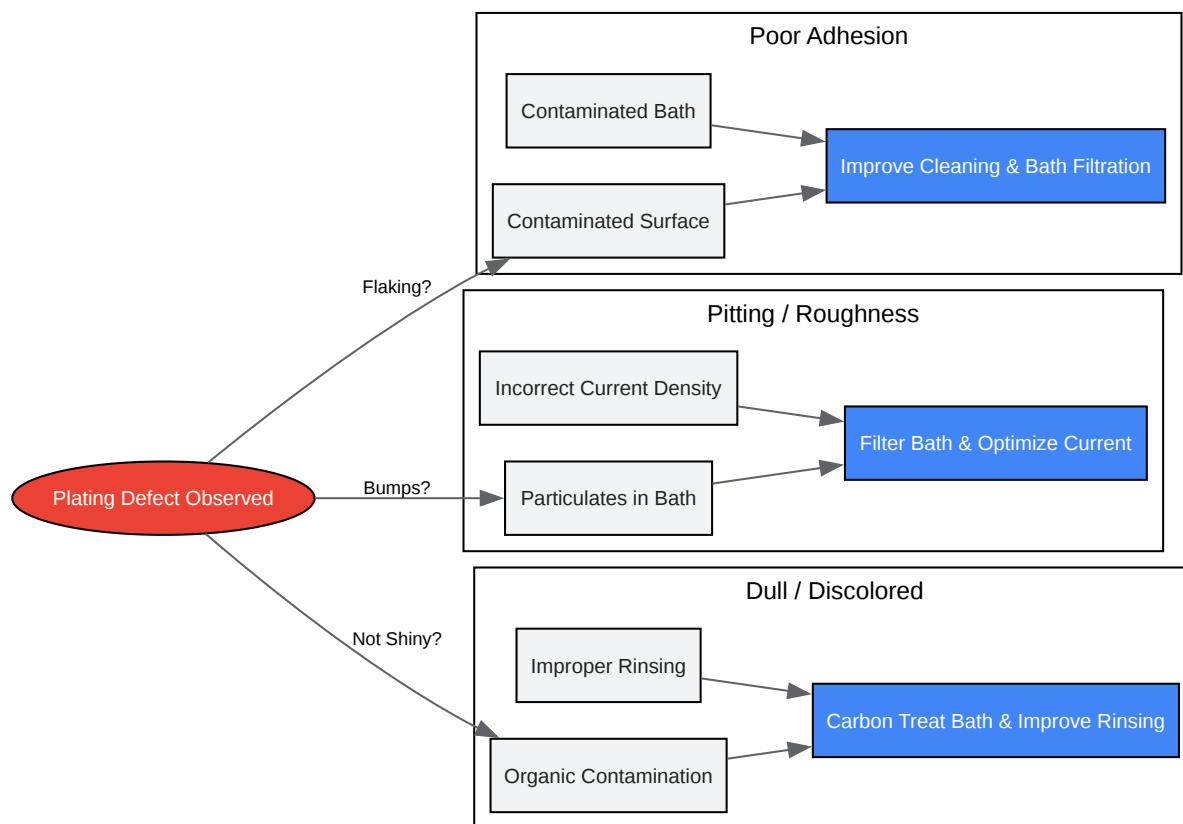 Poor Adhesion
Contaminated Bath
Improve Cleaning & Bath Filtration
Contaminated Surface
Flaking?
Pitting / Roughness
Incorrect Current Density
Filter Bath & Optimize Current
Plating Defect Observed
Bumps?
Particulates in Bath
Dull / Discolored
Not Shiny?
Improper Rinsing
Carbon Treat Bath & Improve Rinsing
Organic Contamination